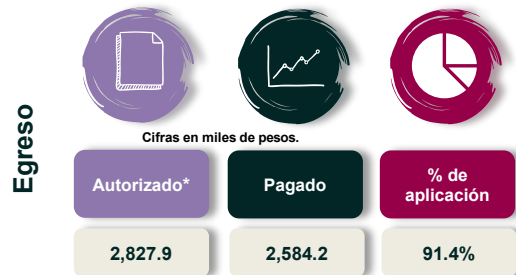 Egreso
Cifras en miles de pesos.
Autorizado*
Pagado
% de
aplicación
2,827.9
2,584.2
91.4%